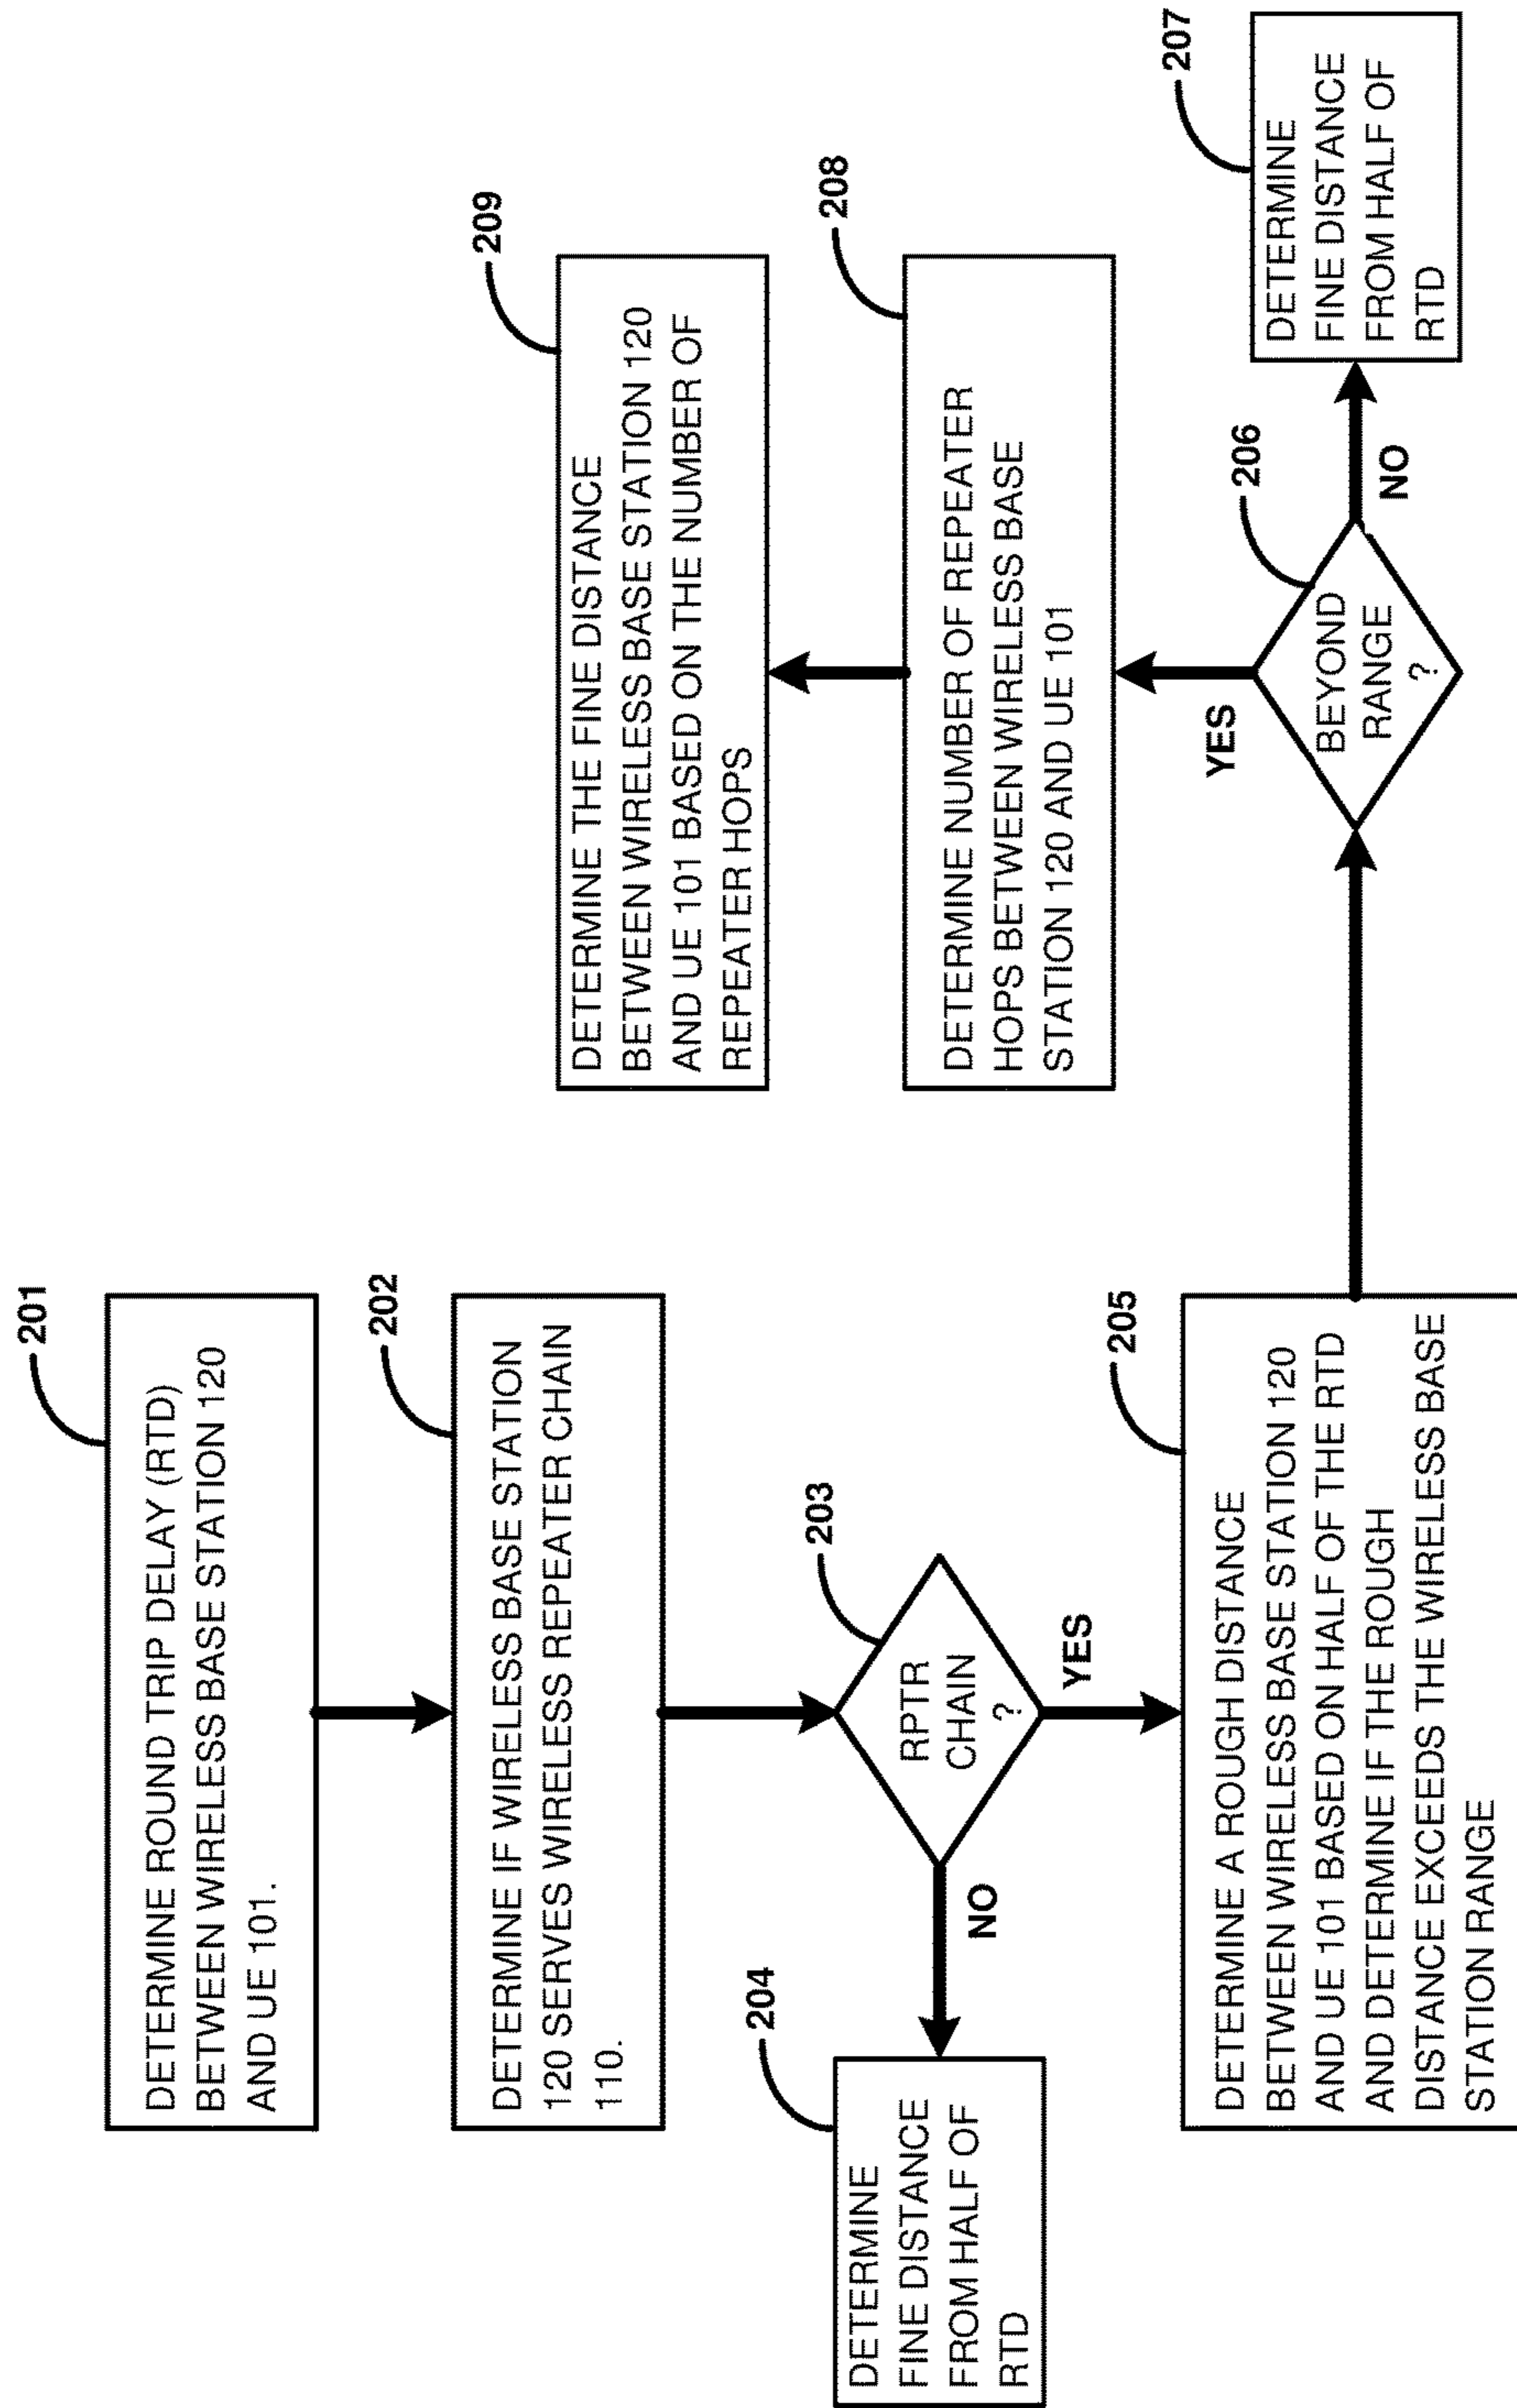 201
DETERMINE ROUND TRIP DELAY (RTD)
BETWEEN WIRELESS BASE STATION 120
AND UE 101.
202
DETERMINE IF WIRELESS BASE STATION
120 SERVES WIRELESS REPEATER CHAIN
110.
203
RPTR
CHAIN
?
NO
YES
204
DETERMINE
FINE DISTANCE
FROM HALF OF
RTD
205
DETERMINE A ROUGH DISTANCE
BETWEEN WIRELESS BASE STATION 120
AND UE 101 BASED ON HALF OF THE RTD
AND DETERMINE IF THE ROUGH
DISTANCE EXCEEDS THE WIRELESS BASE
STATION RANGE
206
BEYOND
RANGE
?
NO
YES
207
DETERMINE
FINE DISTANCE
FROM HALF OF
RTD
208
DETERMINE NUMBER OF REPEATER
HOPS BETWEEN WIRELESS BASE
STATION 120 AND UE 101
209
DETERMINE THE FINE DISTANCE
BETWEEN WIRELESS BASE STATION 120
AND UE 101 BASED ON THE NUMBER OF
REPEATER HOPS